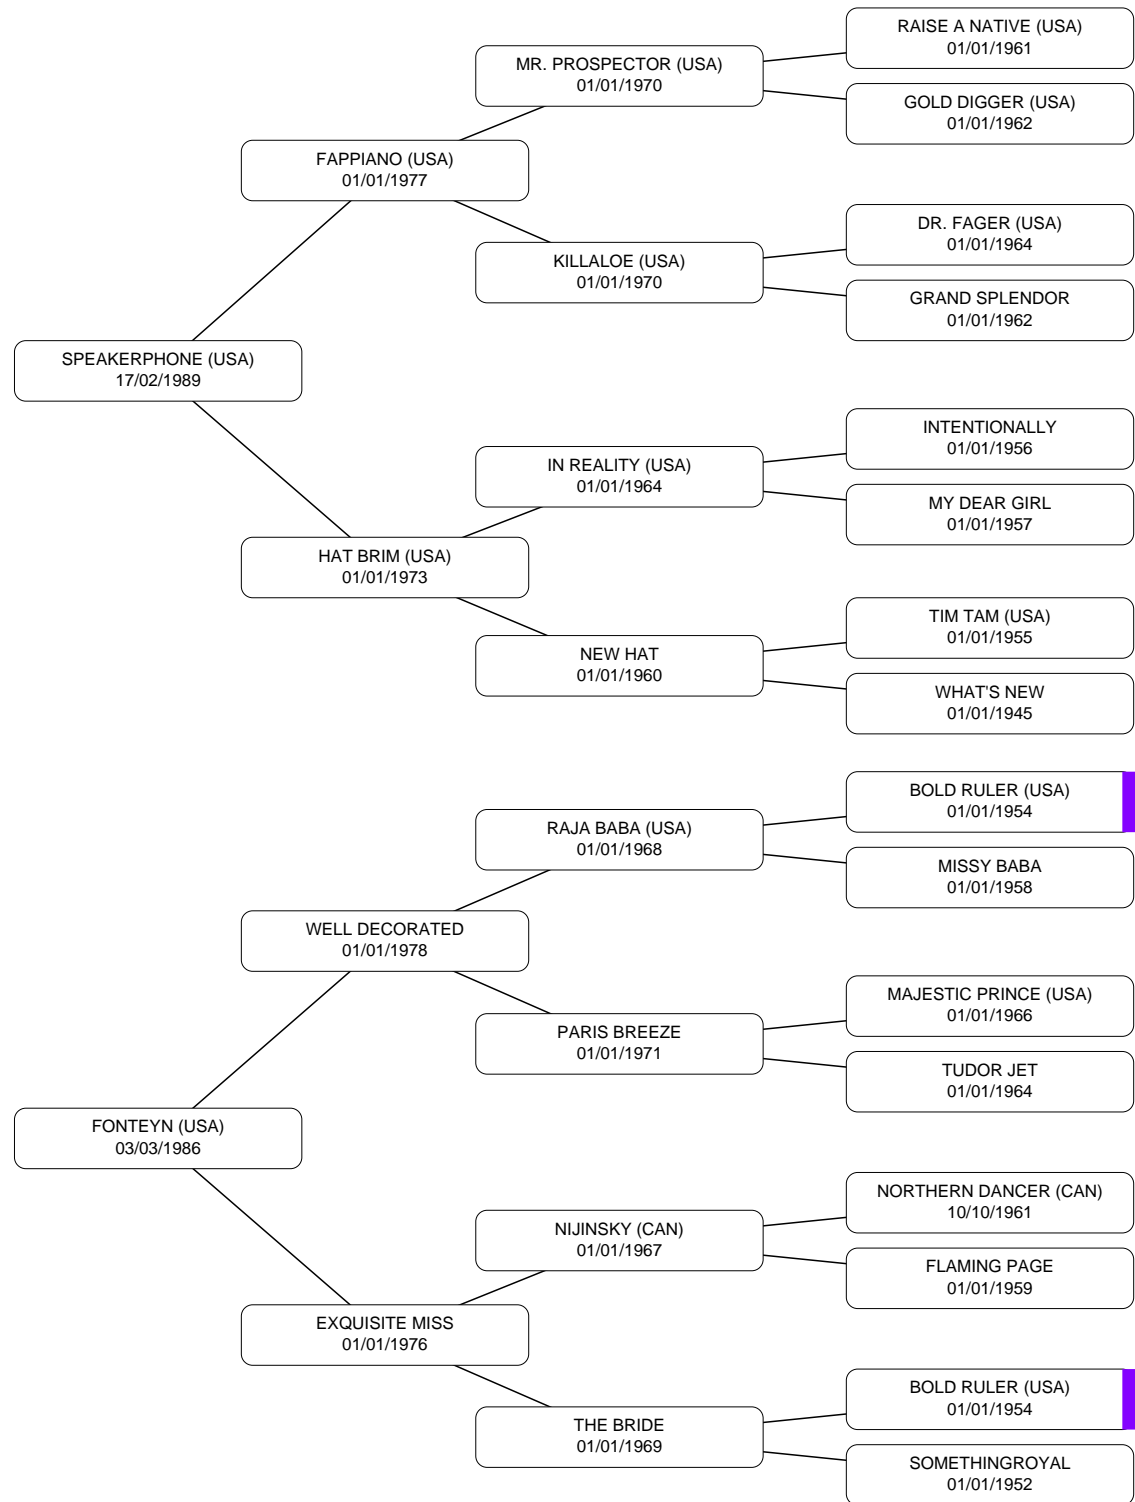 RAISE A NATIVE (USA)
01/01/1961
MR. PROSPECTOR (USA)
01/01/1970
GOLD DIGGER (USA)
01/01/1962
FAPPIANO (USA)
01/01/1977
DR. FAGER (USA)
01/01/1964
KILLALOE (USA)
01/01/1970
GRAND SPLENDOR
01/01/1962
SPEAKERPHONE (USA)
17/02/1989
INTENTIONALLY
01/01/1956
IN REALITY (USA)
01/01/1964
MY DEAR GIRL
01/01/1957
HAT BRIM (USA)
01/01/1973
TIM TAM (USA)
01/01/1955
NEW HAT
01/01/1960
WHAT'S NEW
01/01/1945
BOLD RULER (USA)
01/01/1954
RAJA BABA (USA)
01/01/1968
MISSY BABA
01/01/1958
WELL DECORATED
01/01/1978
MAJESTIC PRINCE (USA)
01/01/1966
PARIS BREEZE
01/01/1971
TUDOR JET
01/01/1964
FONTEYN (USA)
03/03/1986
NORTHERN DANCER (CAN)
10/10/1961
NIJINSKY (CAN)
01/01/1967
FLAMING PAGE
01/01/1959
EXQUISITE MISS
01/01/1976
BOLD RULER (USA)
01/01/1954
THE BRIDE
01/01/1969
SOMETHINGROYAL
01/01/1952